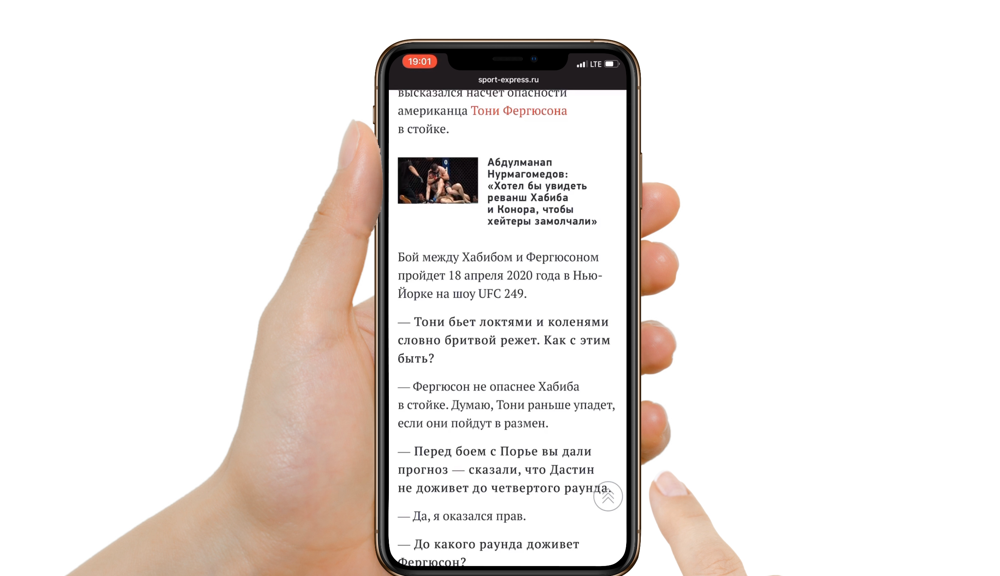 19:01
LTE
sport-express.ru
высказался насчет опасности
американца Тони Фергюсона
в стойке.
0
Абдулманап
Нурмагомедов:
«Хотел бы увидеть
реванш Хабиба
и Конора, чтобы
хейтеры замолчали»
Бой между Хабибом и Фергюсоном
пройдет 18 апреля 2020 года в Нью-
Йорке на шоу UFC 249.
— Тони бьет локтями и коленями
словно бритвой режет. Как с этим
быть?
— Фергюсон не опаснее Хабиба
в стойке. Думаю, Тони раньше упадет,
если они пойдут в размен.
— Перед боем с Порье вы дали
прогноз — сказали, что Дастин
не доживет до четвертого раунда.
— Да, я оказался прав.
— До какого раунда доживет
Фергюсон?